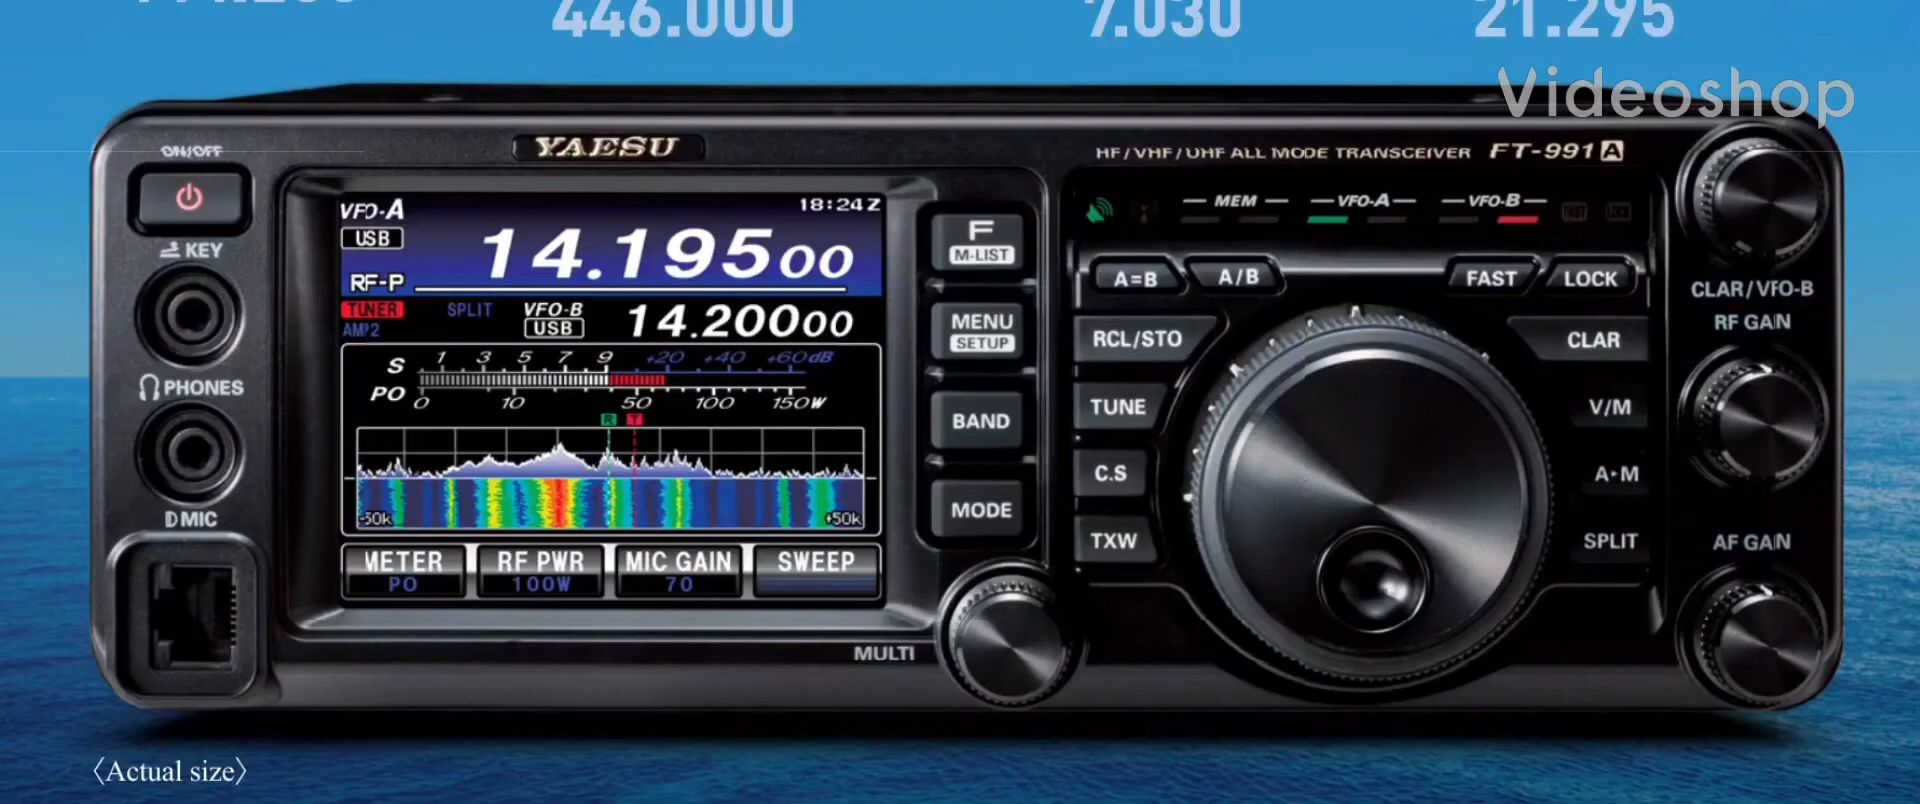 446.000
7.030
21.295
Videoshop
ON/OFF
YAESU
HF/VHF/UHF ALL MODE TRANSCEIVER FT-991A
VFO-A
18:24Z
USB
14.19500
RF-P
TUNER
SPLIT
VFO-B
AMP2
USB
14.20000
S 1 3 5 7 9 +20 +40 +60dB
PO 0 10 50 100 150W
R T
-50k
+50k
METER
RF PWR
MIC GAIN
SWEEP
PO
100W
70
KEY
PHONES
MIC
F
M-LIST
MENU
SETUP
BAND
MODE
MULTI
MEM
VFO-A
VFO-B
FAST
LOCK
A=B
A/B
FAST
LOCK
RCL/STO
CLAR
TUNE
V/M
C.S
A▸M
TXW
SPLIT
CLAR/VFO-B
RF GAIN
AF GAIN
〈Actual size〉